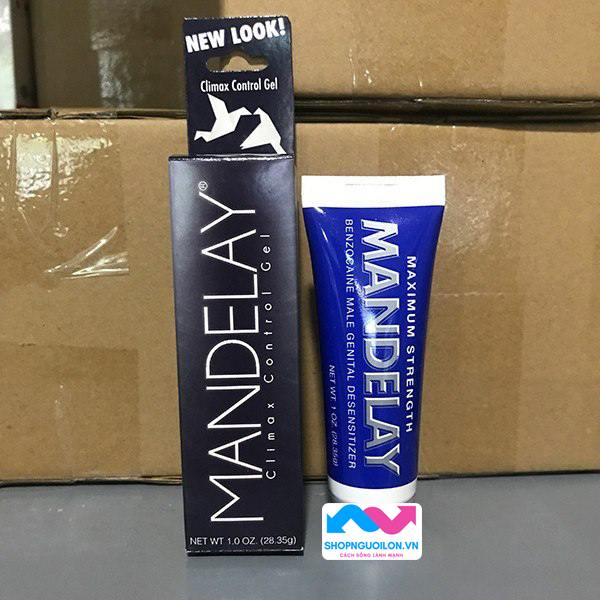 NEW LOOK!
Climax Control Gel
MANDELAY®
Climax Control Gel
NET WT 1.0 OZ. (28.35g)
MAXIMUM STRENGTH
MANDELAY
BENZOCAINE MALE GENITAL DESENSITIZER
NET WT. 1 OZ. (28.35G)
SHOPNGUOILON.VN
CÁCH SỐNG LÀNH MẠNH